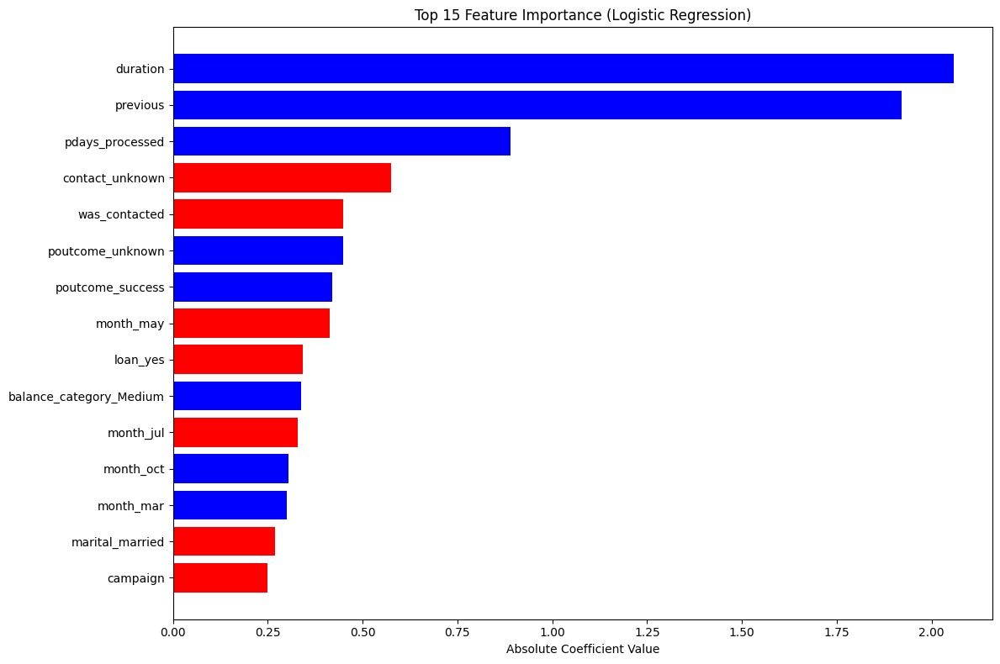 Top 15 Feature Importance (Logistic Regression)
duration
previous
pdays_processed
contact_unknown
was_contacted
poutcome_unknown
poutcome_success
month_may
loan_yes
balance_category_Medium
month_jul
month_oct
month_mar
marital_married
campaign
0.00 0.25 0.50 0.75 1.00 1.25 1.50 1.75 2.00
Absolute Coefficient Value